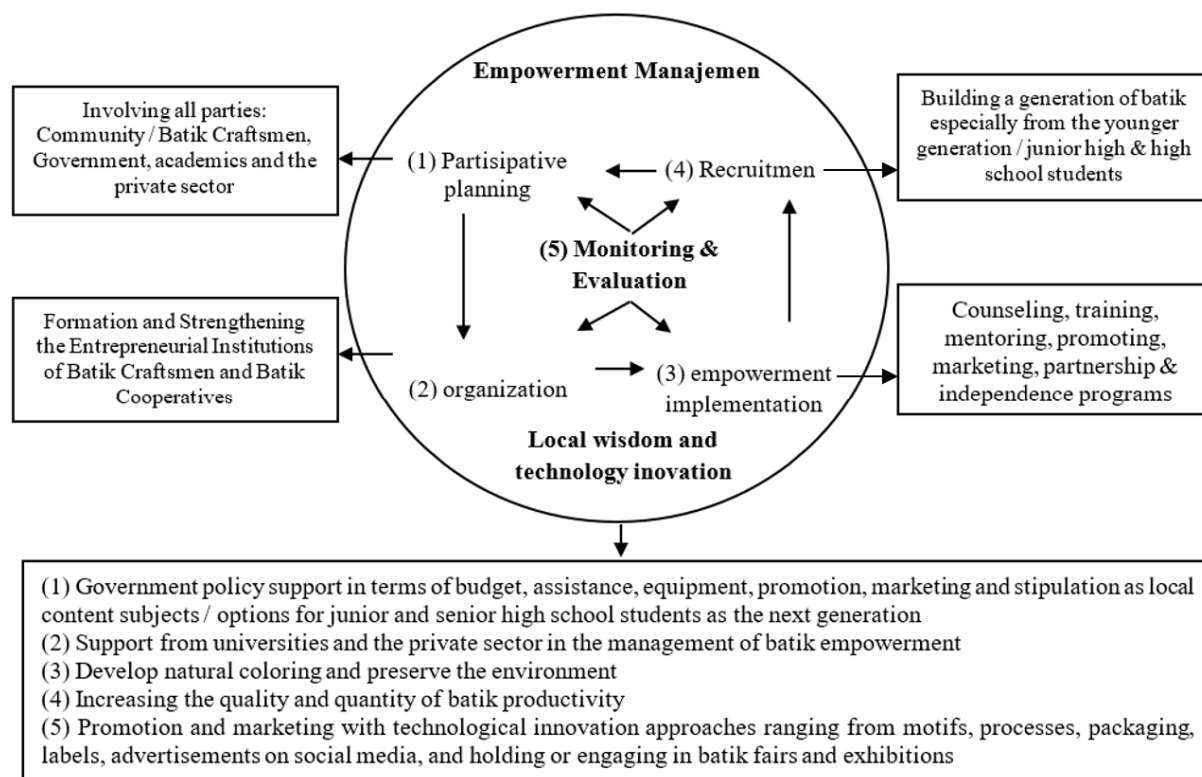 Empowerment Manajemen
Involving all parties:
Community / Batik Craftsmen,
Government, academics and the
private sector
(1) Partisipative
planning
(4) Recruitmen
Building a generation of batik
especially from the younger
generation / junior high & high
school students
(5) Monitoring &
Evaluation
Formation and Strengthening
the Entrepreneurial Institutions
of Batik Craftsmen and Batik
Cooperatives
(2) organization
(3) empowerment
implementation
Counseling, training,
mentoring, promoting,
marketing, partnership &
independence programs
Local wisdom and
technology inovation
(1) Government policy support in terms of budget, assistance, equipment, promotion, marketing and stipulation as local
content subjects / options for junior and senior high school students as the next generation
(2) Support from universities and the private sector in the management of batik empowerment
(3) Develop natural coloring and preserve the environment
(4) Increasing the quality and quantity of batik productivity
(5) Promotion and marketing with technological innovation approaches ranging from motifs, processes, packaging,
labels, advertisements on social media, and holding or engaging in batik fairs and exhibitions